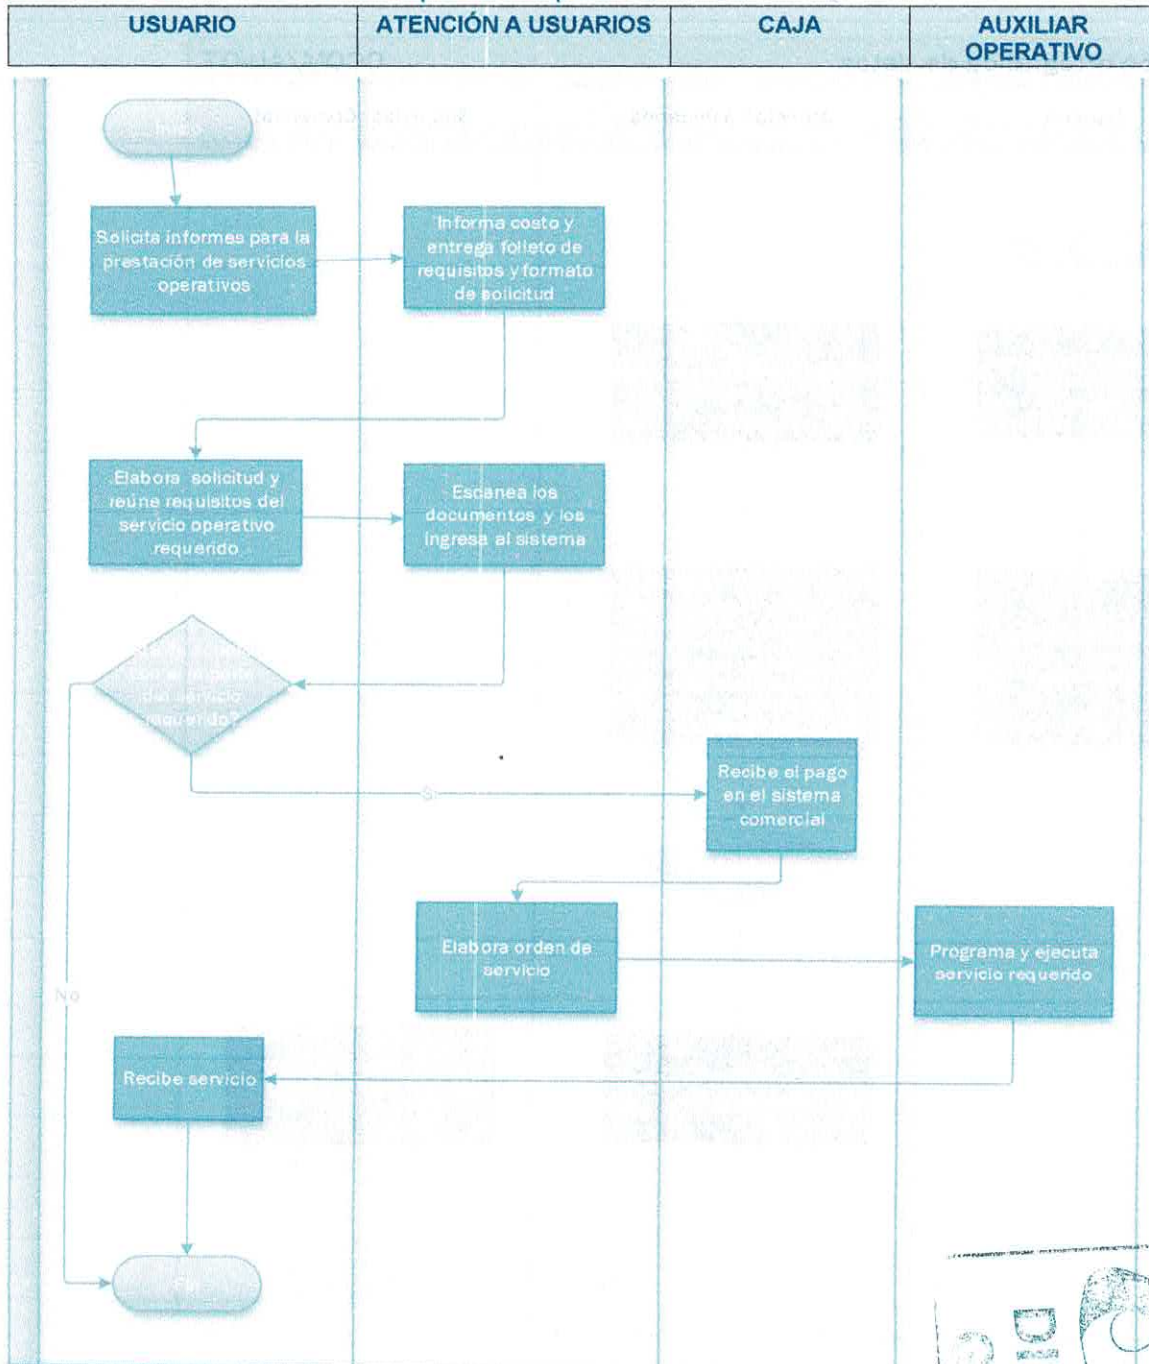 USUARIO
ATENCIÓN A USUARIOS
CAJA
AUXILIAR
OPERATIVO
Solicita informes para la
prestación de servicios
operativos
Informa costo y
entrega folleto de
requisitos y formato
de solicitud
Elabora solicitud y
reúne requisitos del
servicio operativo
requerido
Escanea los
documentos y los
ingresa al sistema
del servicio
requerido?
Recibe el pago
en el sistema
comercial
Elabora orden de
servicio
Programa y ejecuta
servicio requerido
No
Recibe servicio